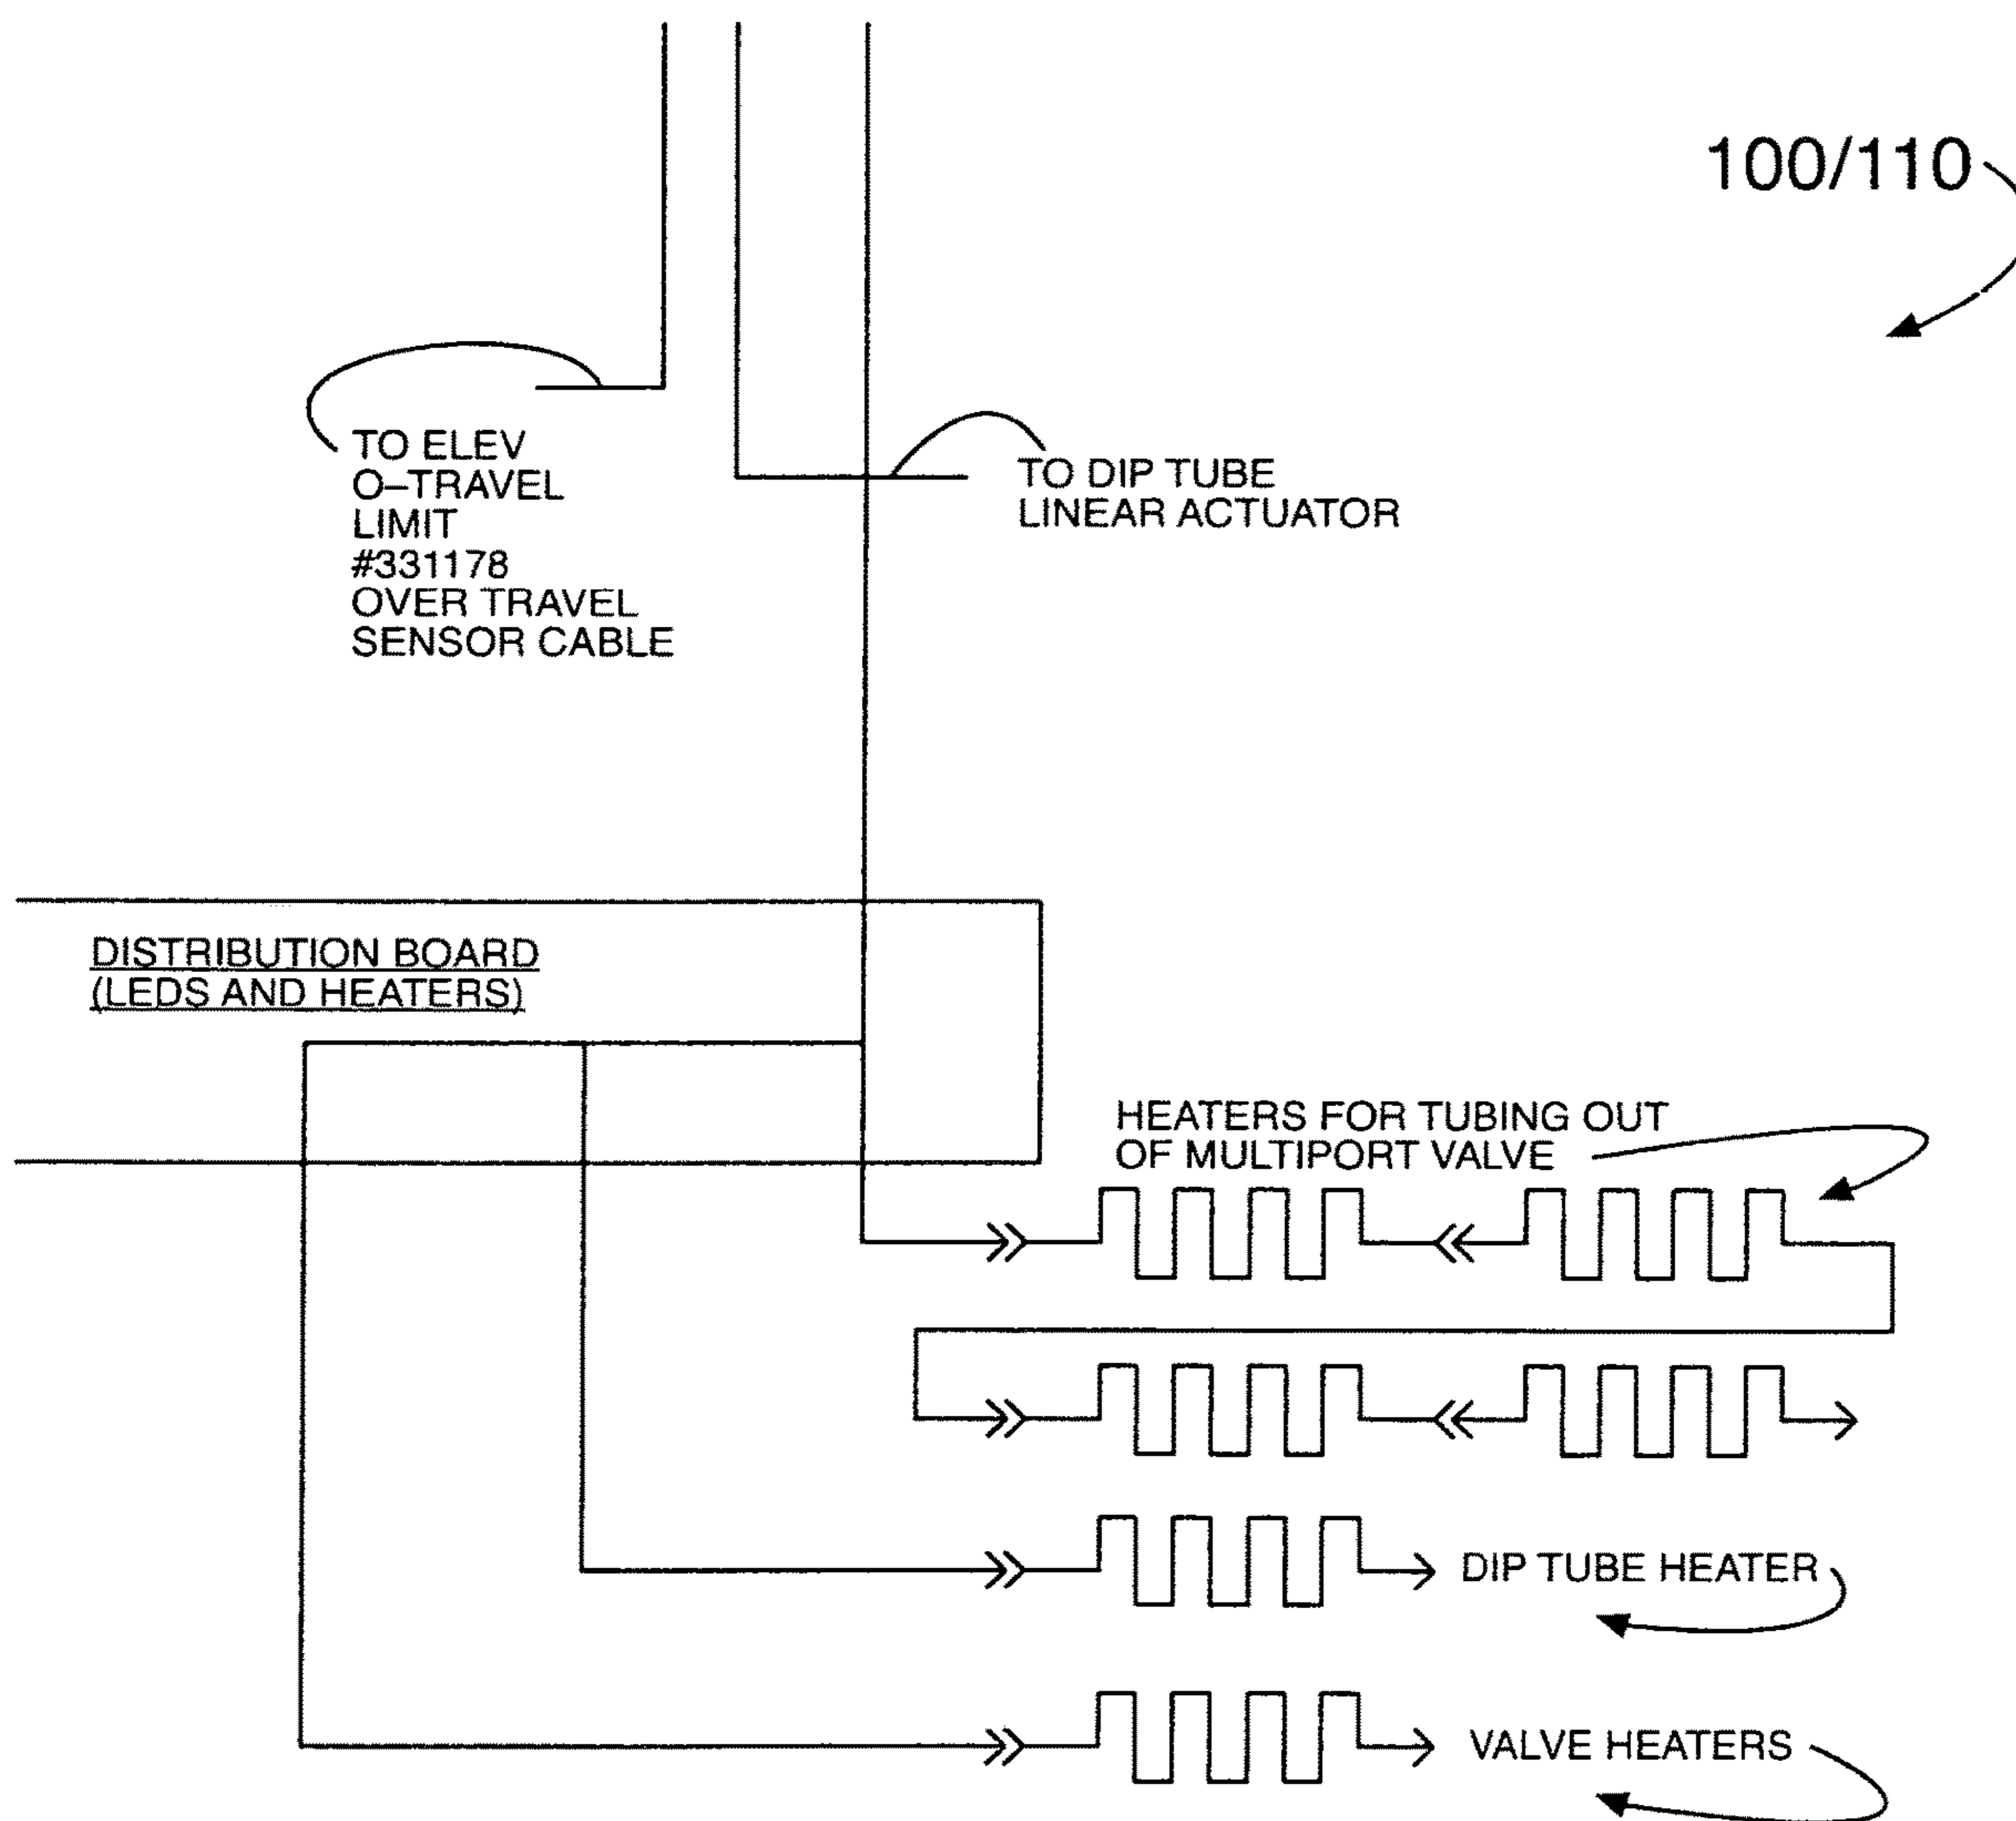 100/110
TO ELEV
O–TRAVEL
LIMIT
#331178
OVER TRAVEL
SENSOR CABLE
TO DIP TUBE
LINEAR ACTUATOR
DISTRIBUTION BOARD
(LEDS AND HEATERS)
HEATERS FOR TUBING OUT
OF MULTIPORT VALVE
DIP TUBE HEATER
VALVE HEATERS